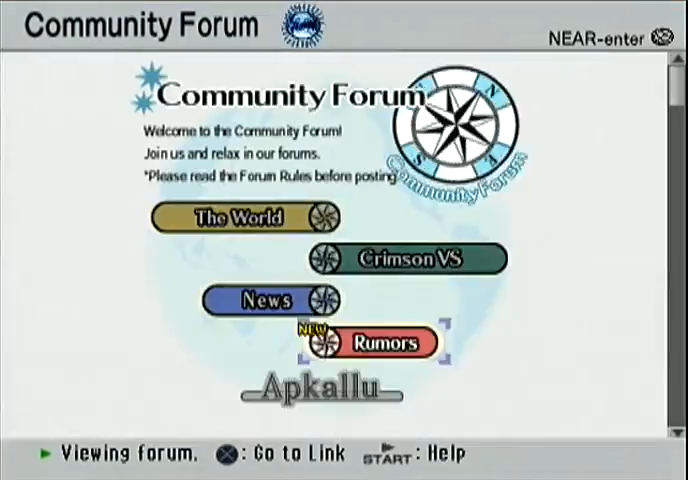 Community Forum
NEAR-enter
Community Forum
N
S
Community Forum
Welcome to the Community Forum!
Join us and relax in our forums.
*Please read the Forum Rules before posting.
The World
Crimson VS
News
NEW
Rumors
Apkallu
Viewing forum. : Go to Link START : Help